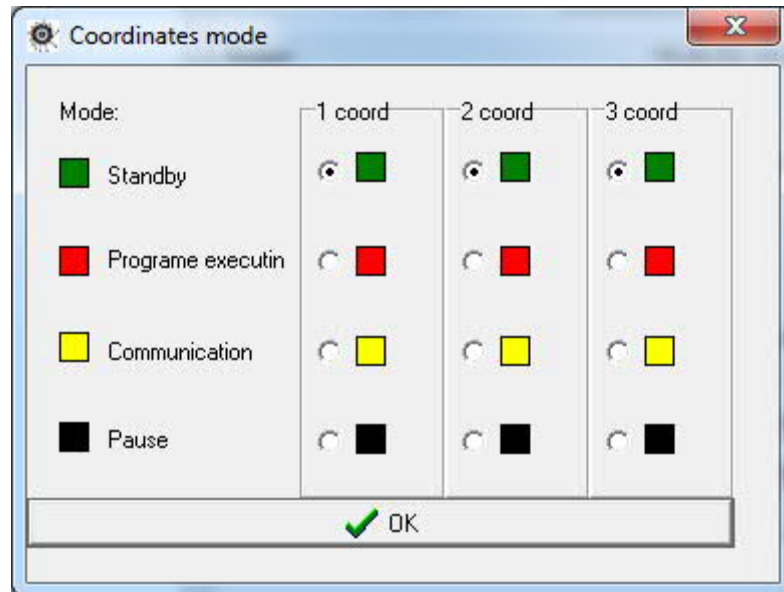 Coordinates mode
Mode:
1 coord
2 coord
3 coord
Standby
Programe executin
Communication
Pause
OK